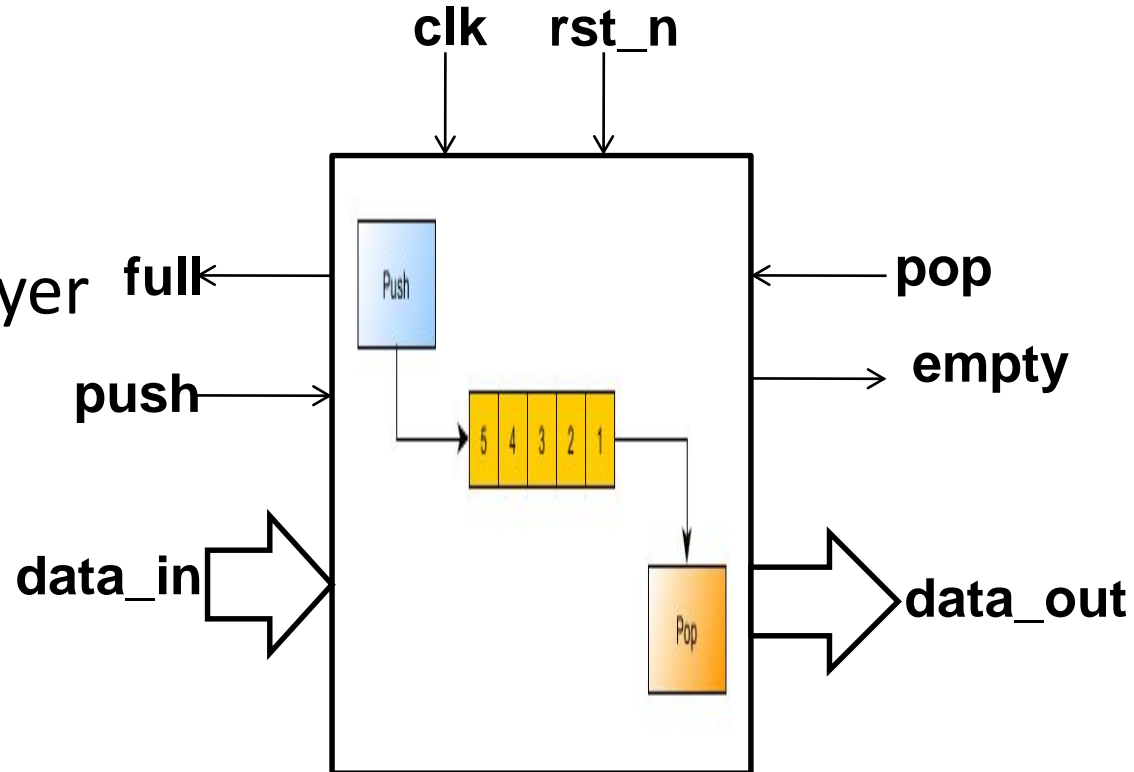 clk rst_n
yer full
pop
Push
empty
push
5 4 3 2 1
data_in
data_out
Pop